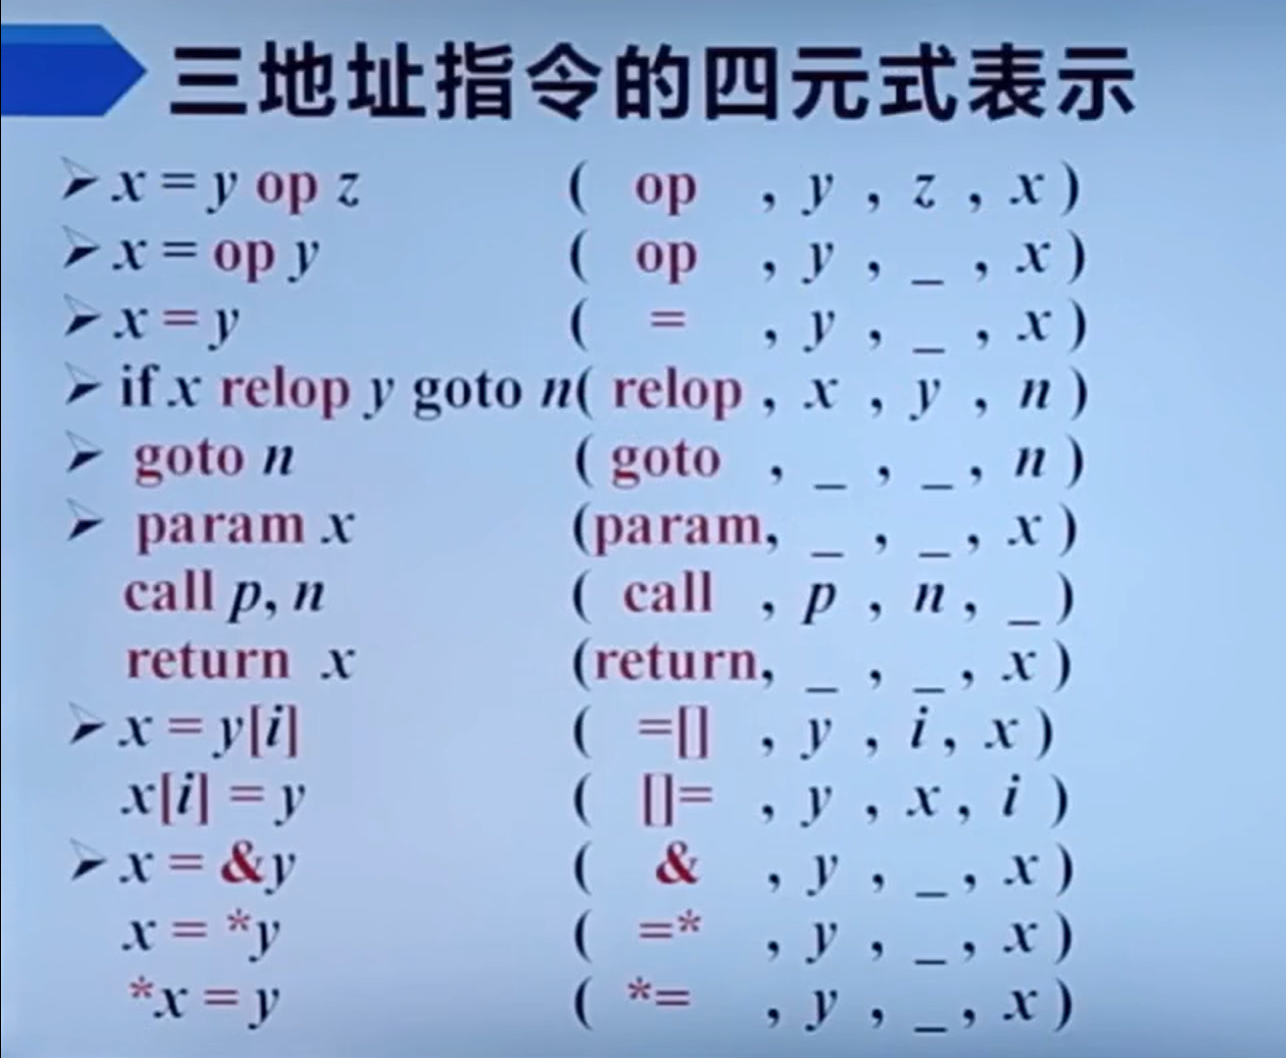 三地址指令的四元式表示
➢ x = y op z ( op , y , z , x )
➢ x = op y ( op , y , _ , x )
➢ x = y ( = , y , _ , x )
➢ if x relop y goto n ( relop , x , y , n )
➢ goto n ( goto , _ , _ , n )
➢ param x (param, _ , _ , x )
call p, n ( call , p , n , _ )
return x (return, _ , _ , x )
➢ x = y[i] ( =[] , y , i , x )
x[i] = y ( []= , y , x , i )
➢ x = &y ( & , y , _ , x )
x = *y ( =* , y , _ , x )
*x = y ( *= , y , _ , x )